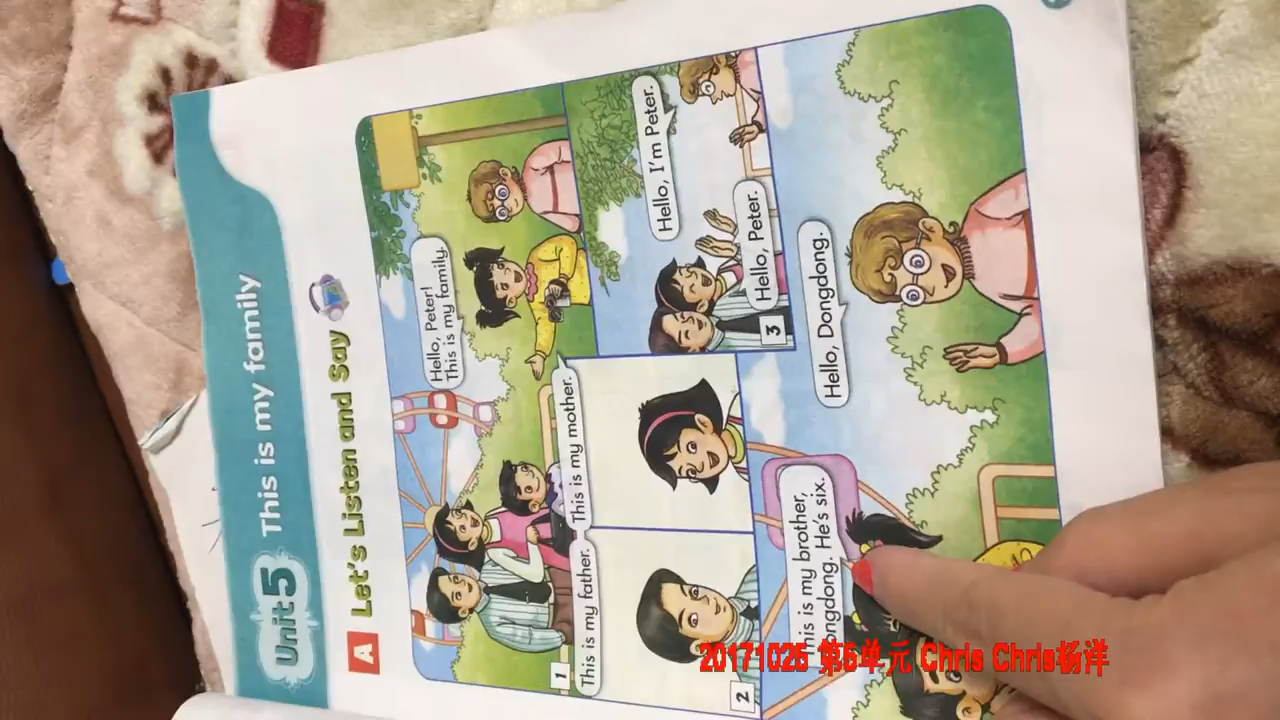 Unit 5 This is my family
A Let's Listen and Say
Hello, Peter!
This is my family.
1
This is my father.
This is my mother.
2
Hello, I'm Peter.
Hello, Peter.
3
This is my brother,
Dongdong. He's six.
Hello, Dongdong.
20171026 第5单元 Chris Chris杨洋